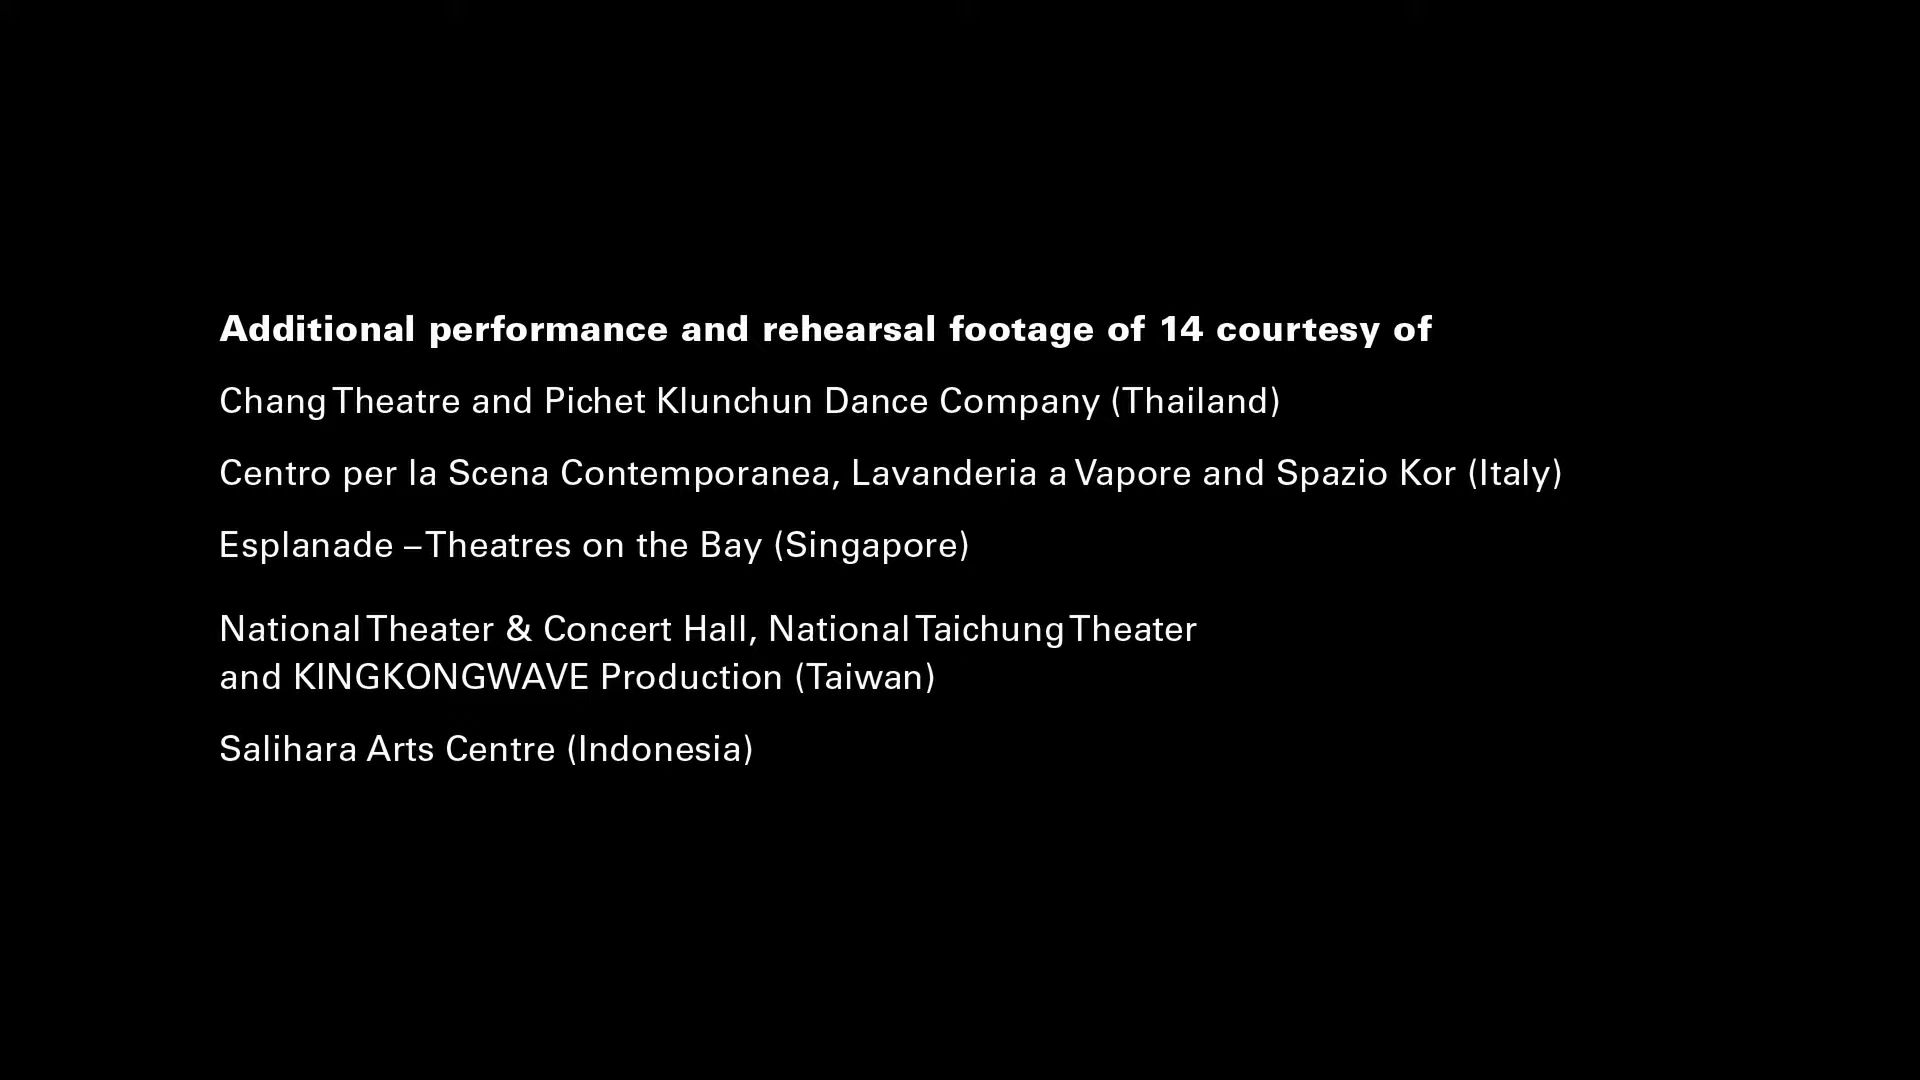 Additional performance and rehearsal footage of 14 courtesy of
Chang Theatre and Pichet Klunchun Dance Company (Thailand)
Centro per la Scena Contemporanea, Lavanderia a Vapore and Spazio Kor (Italy)
Esplanade – Theatres on the Bay (Singapore)
National Theater & Concert Hall, National Taichung Theater
and KINGKONGWAVE Production (Taiwan)
Salihara Arts Centre (Indonesia)